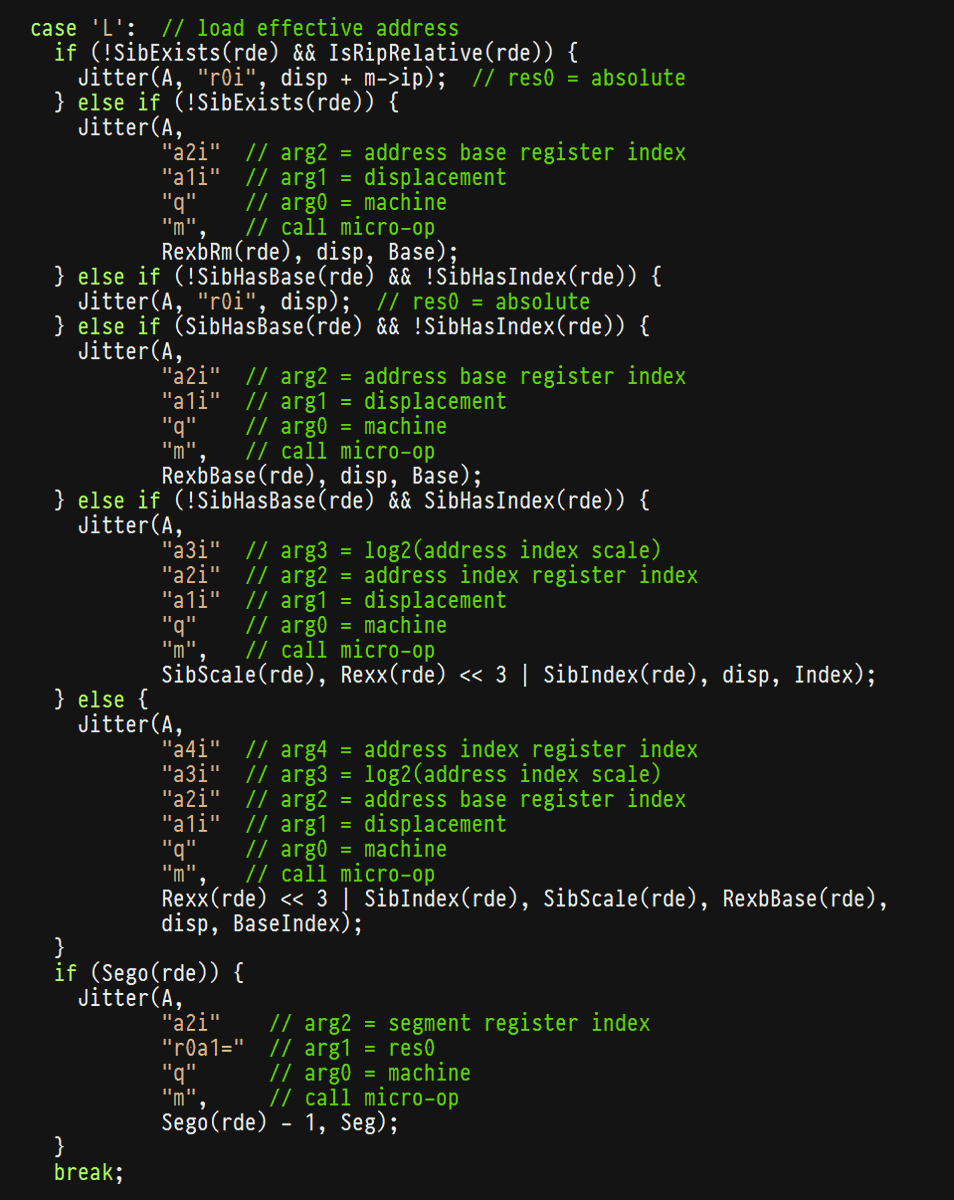 case 'L':  // load effective address
  if (!SibExists(rde) && IsRipRelative(rde)) {
    Jitter(A, "r0i", disp + m->ip);  // res0 = absolute
  } else if (!SibExists(rde)) {
    Jitter(A,
           "a2i"  // arg2 = address base register index
           "a1i"  // arg1 = displacement
           "q"    // arg0 = machine
           "m",   // call micro-op
           RexbRm(rde), disp, Base);
  } else if (!SibHasBase(rde) && !SibHasIndex(rde)) {
    Jitter(A, "r0i", disp);  // res0 = absolute
  } else if (SibHasBase(rde) && !SibHasIndex(rde)) {
    Jitter(A,
           "a2i"  // arg2 = address base register index
           "a1i"  // arg1 = displacement
           "q"    // arg0 = machine
           "m",   // call micro-op
           RexbBase(rde), disp, Base);
  } else if (!SibHasBase(rde) && SibHasIndex(rde)) {
    Jitter(A,
           "a3i"  // arg3 = log2(address index scale)
           "a2i"  // arg2 = address index register index
           "a1i"  // arg1 = displacement
           "q"    // arg0 = machine
           "m",   // call micro-op
           SibScale(rde), Rexx(rde) << 3 | SibIndex(rde), disp, Index);
  } else {
    Jitter(A,
           "a4i"  // arg4 = address index register index
           "a3i"  // arg3 = log2(address index scale)
           "a2i"  // arg2 = address base register index
           "a1i"  // arg1 = displacement
           "q"    // arg0 = machine
           "m",   // call micro-op
           Rexx(rde) << 3 | SibIndex(rde), SibScale(rde), RexbBase(rde),
           disp, BaseIndex);
  }
  if (Sego(rde)) {
    Jitter(A,
           "a2i"    // arg2 = segment register index
           "r0a1="  // arg1 = res0
           "q"      // arg0 = machine
           "m",     // call micro-op
           Sego(rde) - 1, Seg);
  }
  break;